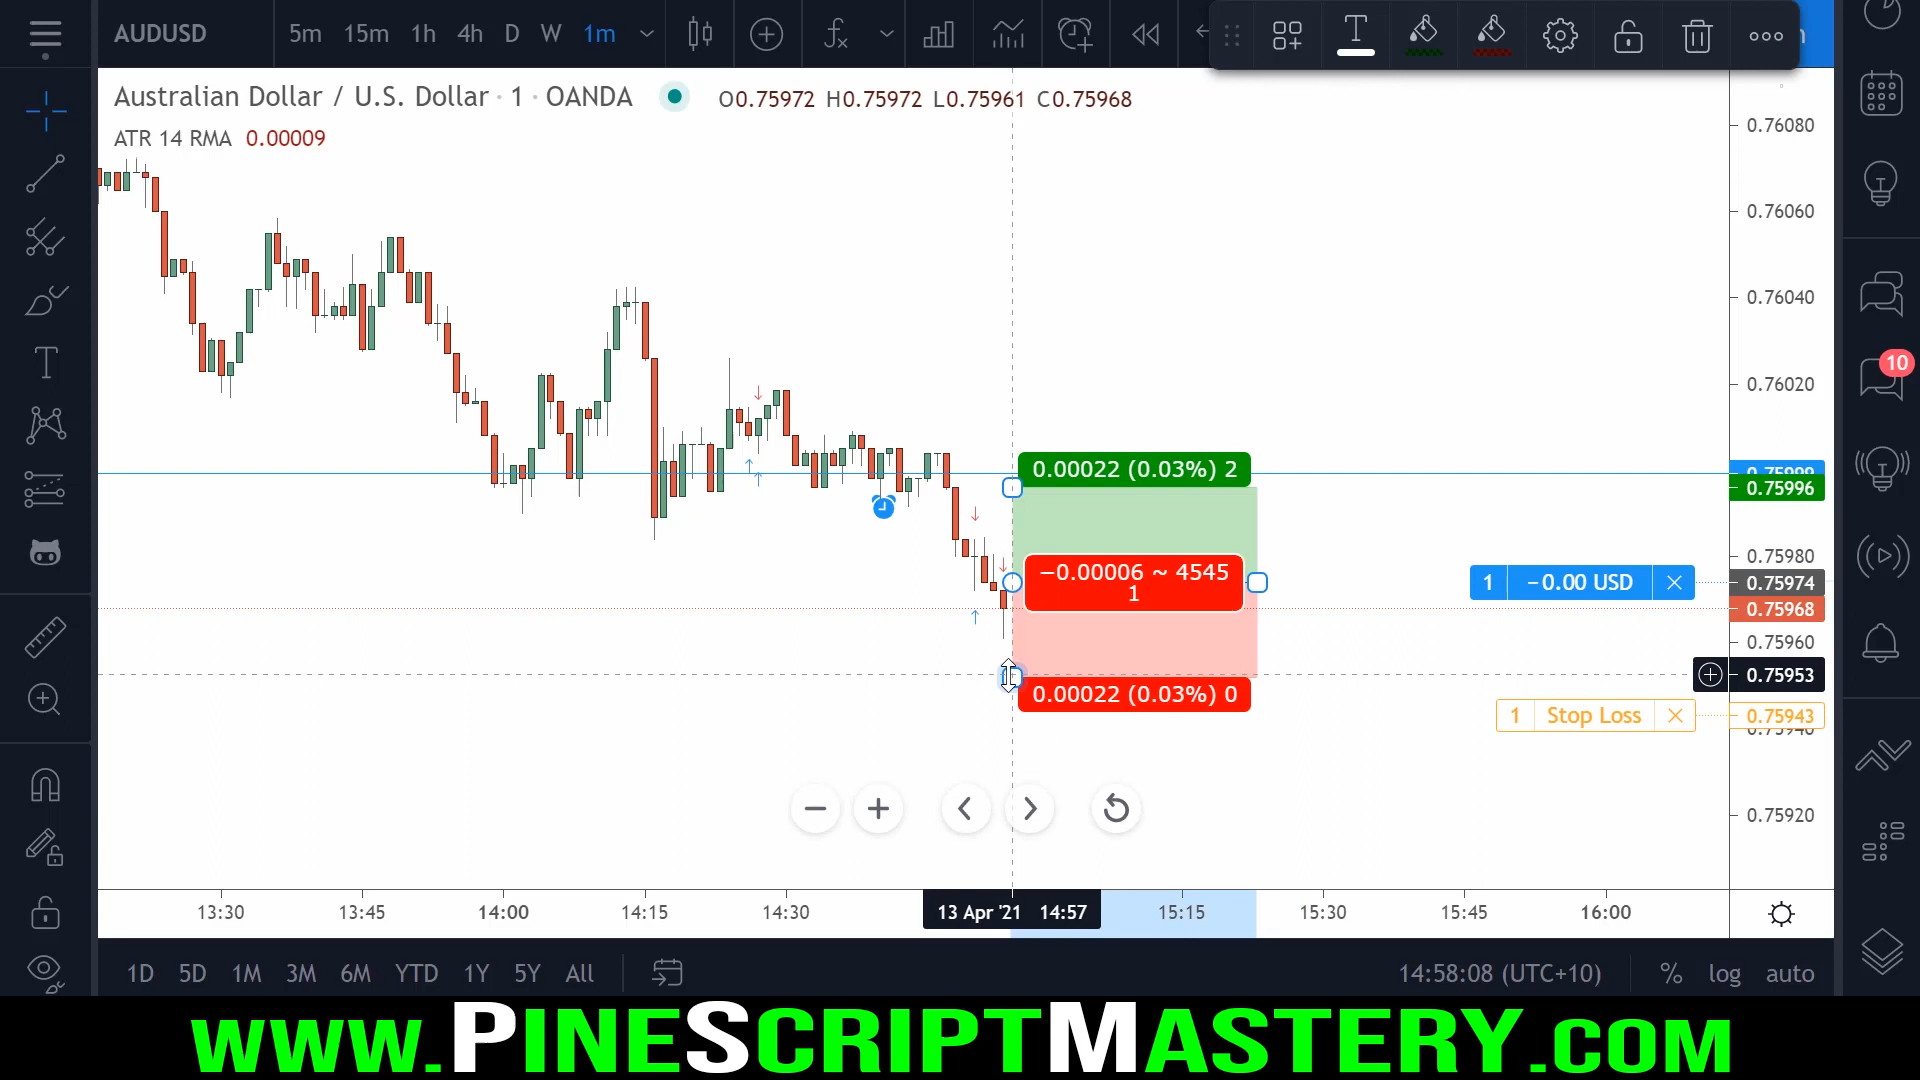 AUDUSD
5m 15m 1h 4h D W 1m
Australian Dollar / U.S. Dollar · 1 · OANDA
O0.75972 H0.75972 L0.75961 C0.75968
ATR 14 RMA 0.00009
10
0.76080
0.76060
0.76040
0.76020
0.00022 (0.03%) 2
0.75999
0.75996
0.75980
−0.00006 ~ 4545
1
1 −0.00 USD
0.75974
0.75968
0.75960
0.75953
0.00022 (0.03%) 0
1 Stop Loss
0.75943
0.75940
0.75920
13:30 13:45 14:00 14:15 14:30 13 Apr '21 14:57 15:15 15:30 15:45 16:00
1D 5D 1M 3M 6M YTD 1Y 5Y All
14:58:08 (UTC+10) % log auto
www.PineScriptMastery.com